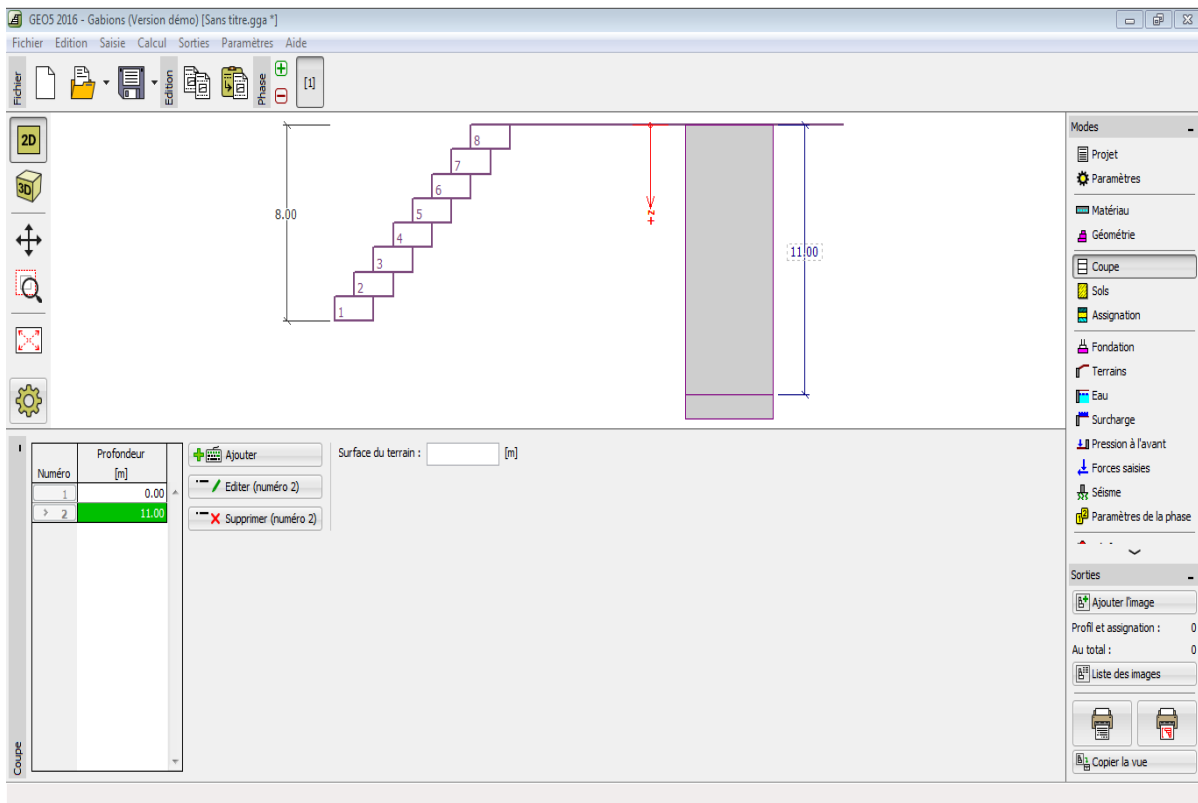 GEO5 2016 - Gabions (Version démo) [Sans titre.gga *]
Fichier Edition Saisie Calcul Sorties Paramètres Aide
Fichier
Edition
Phase
[1]
2D
3D
8.00
8
7
6
5
4
3
2
1
+z
11.00
Modes
Projet
Paramètres
Matériau
Géométrie
Coupe
Sols
Assignation
Fondation
Terrains
Eau
Surcharge
Pression à l'avant
Forces saisies
Séisme
Paramètres de la phase
Coupe
Numéro
Profondeur
[m]
1 0.00
> 2 11.00
Ajouter
Editer (numéro 2)
Supprimer (numéro 2)
Surface du terrain : [m]
Sorties
Ajouter l'image
Profil et assignation : 0
Au total : 0
Liste des images
Copier la vue